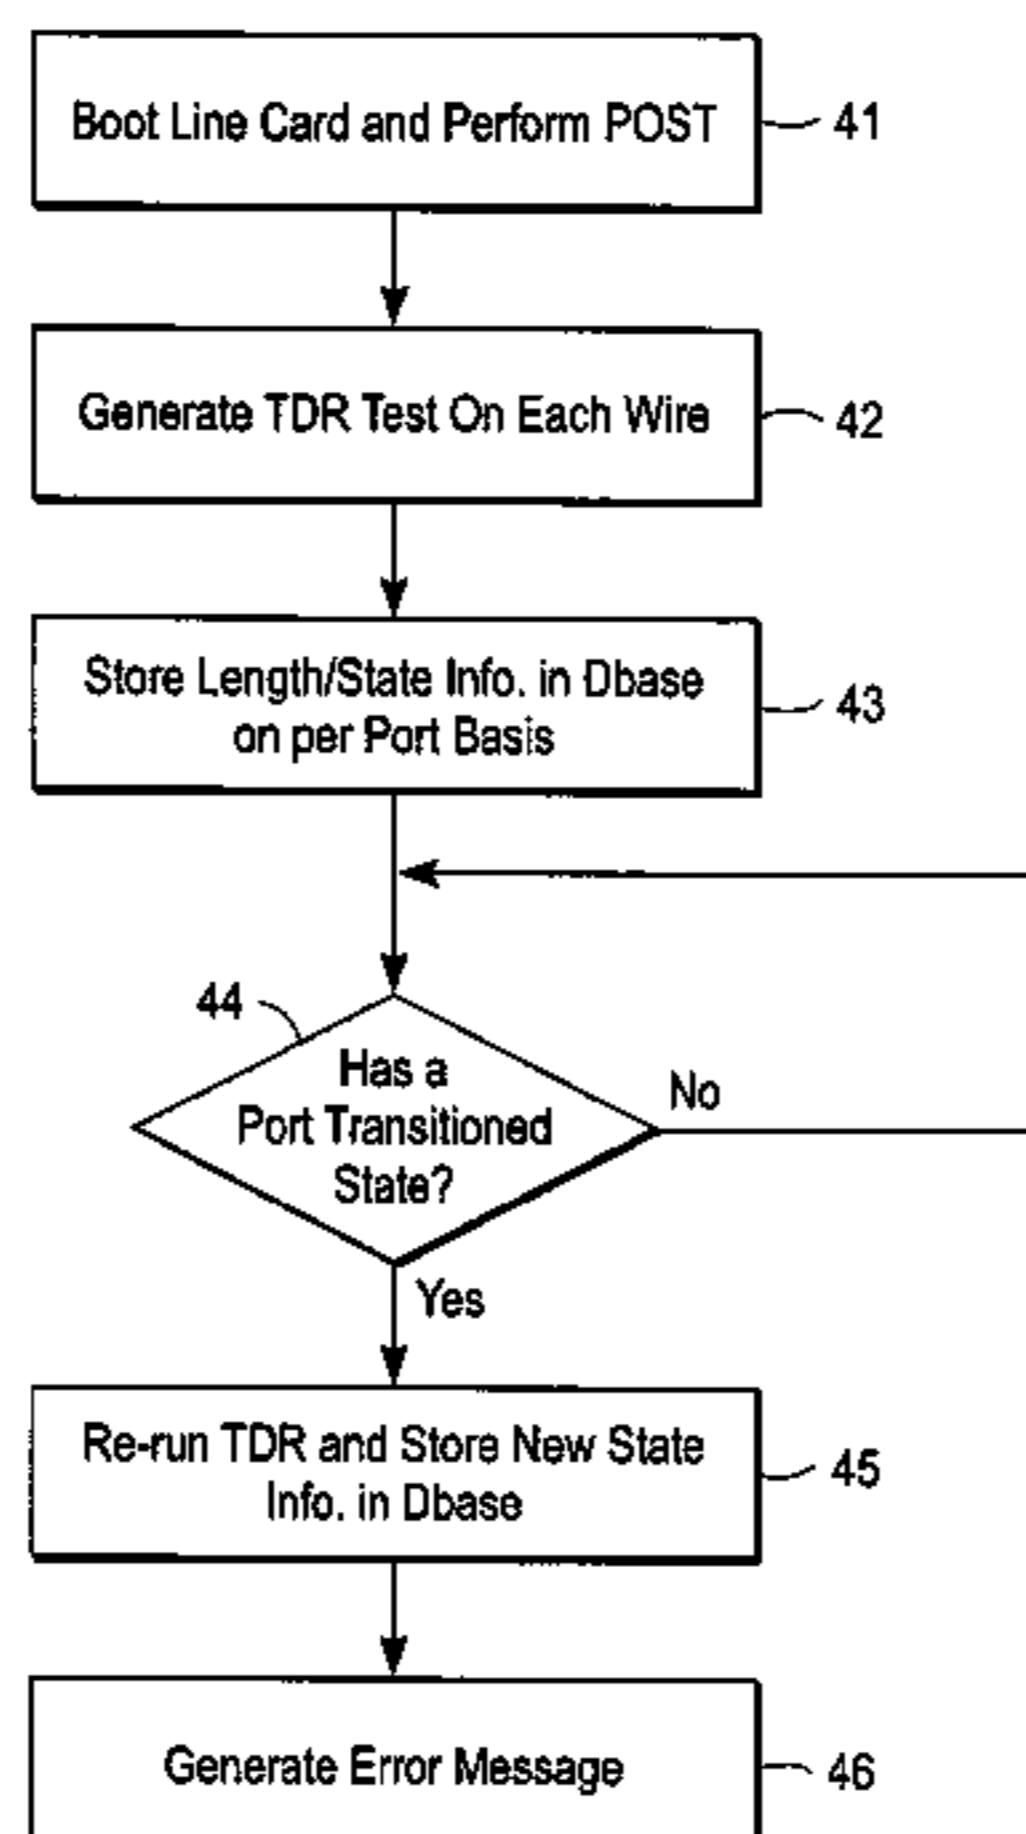 Boot Line Card and Perform POST
41
Generate TDR Test On Each Wire
42
Store Length/State Info. in Dbase
on per Port Basis
43
44
Has a
Port Transitioned
State?
No
Yes
Re-run TDR and Store New State
Info. in Dbase
45
Generate Error Message
46